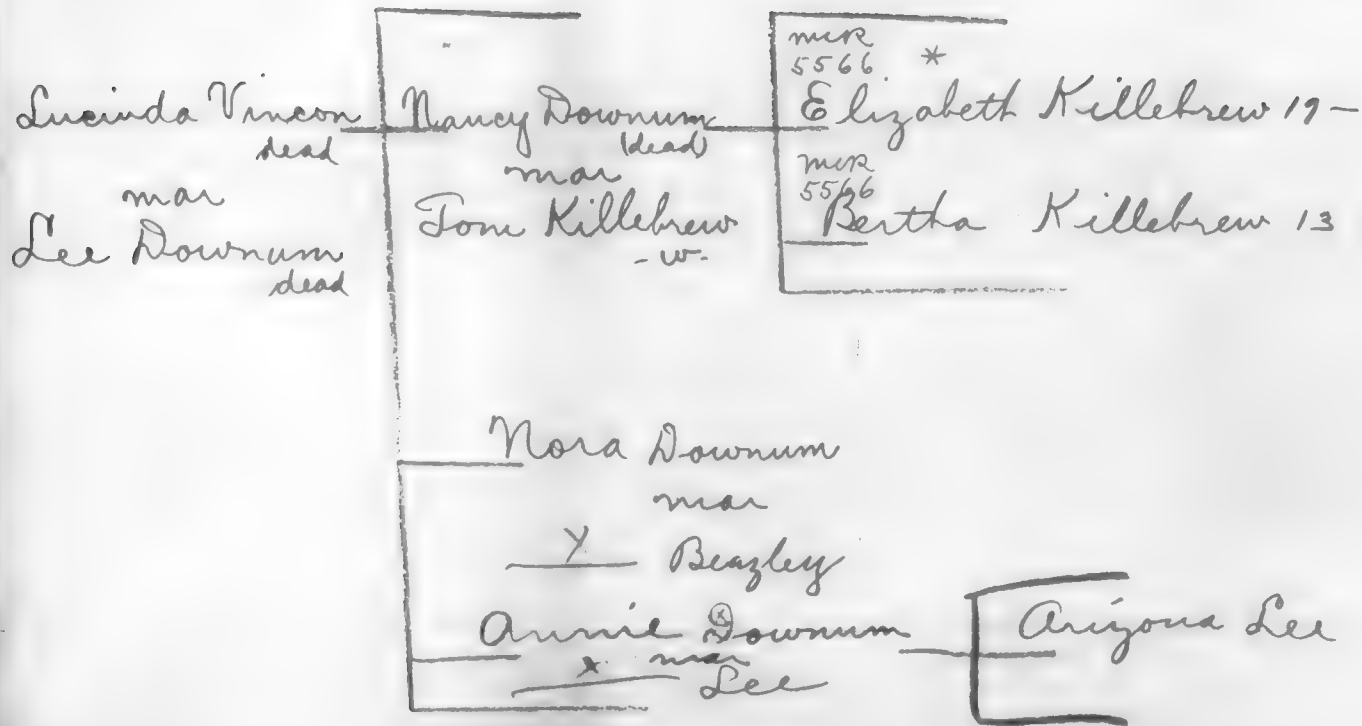 Lucinda Vincon
dead
mar
Lee Downum
dead
Nancy Downum
(dead)
mar
Tom Killebrew
- w -
MCR
5566 *
Elizabeth Killebrew 19 -
MCR
5566
Bertha Killebrew 13
Nora Downum
mar
Y Beazley
Annie Downum
x mar
Lee
Arizona Lee